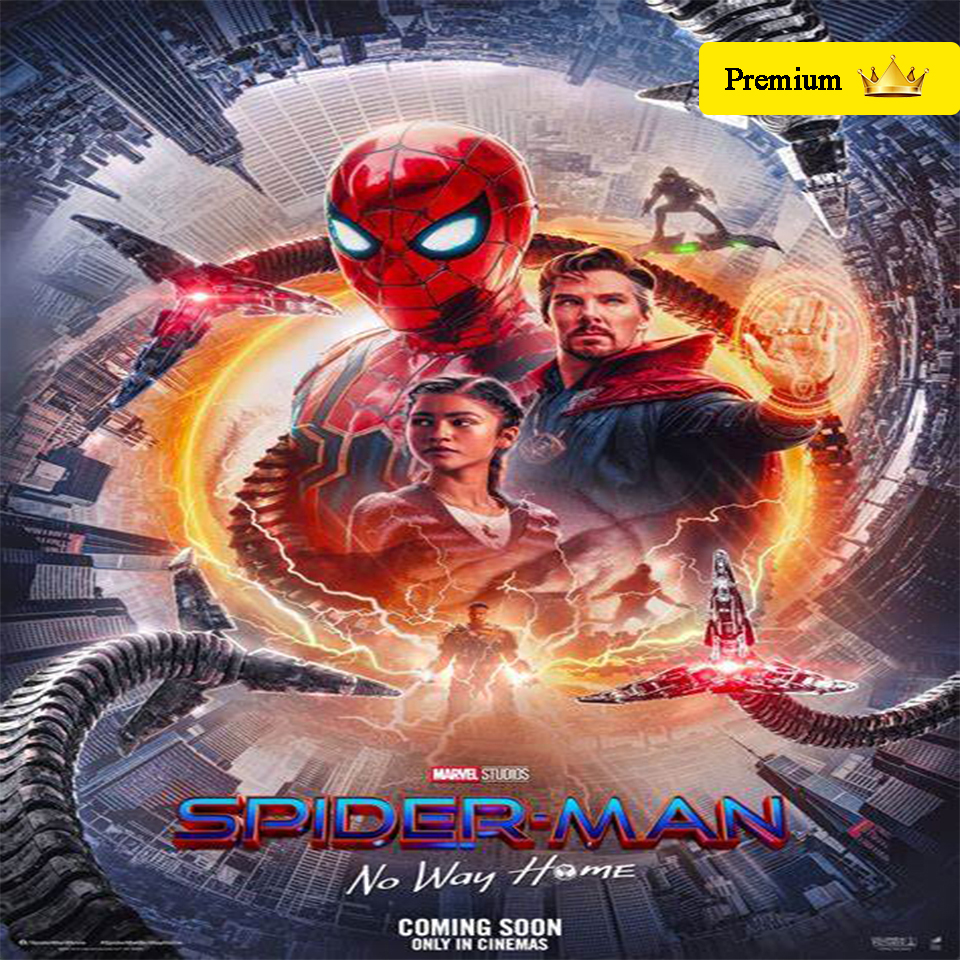 Premium
MARVEL STUDIOS
SPIDER-MAN
No Way Home
COMING SOON
ONLY IN CINEMAS